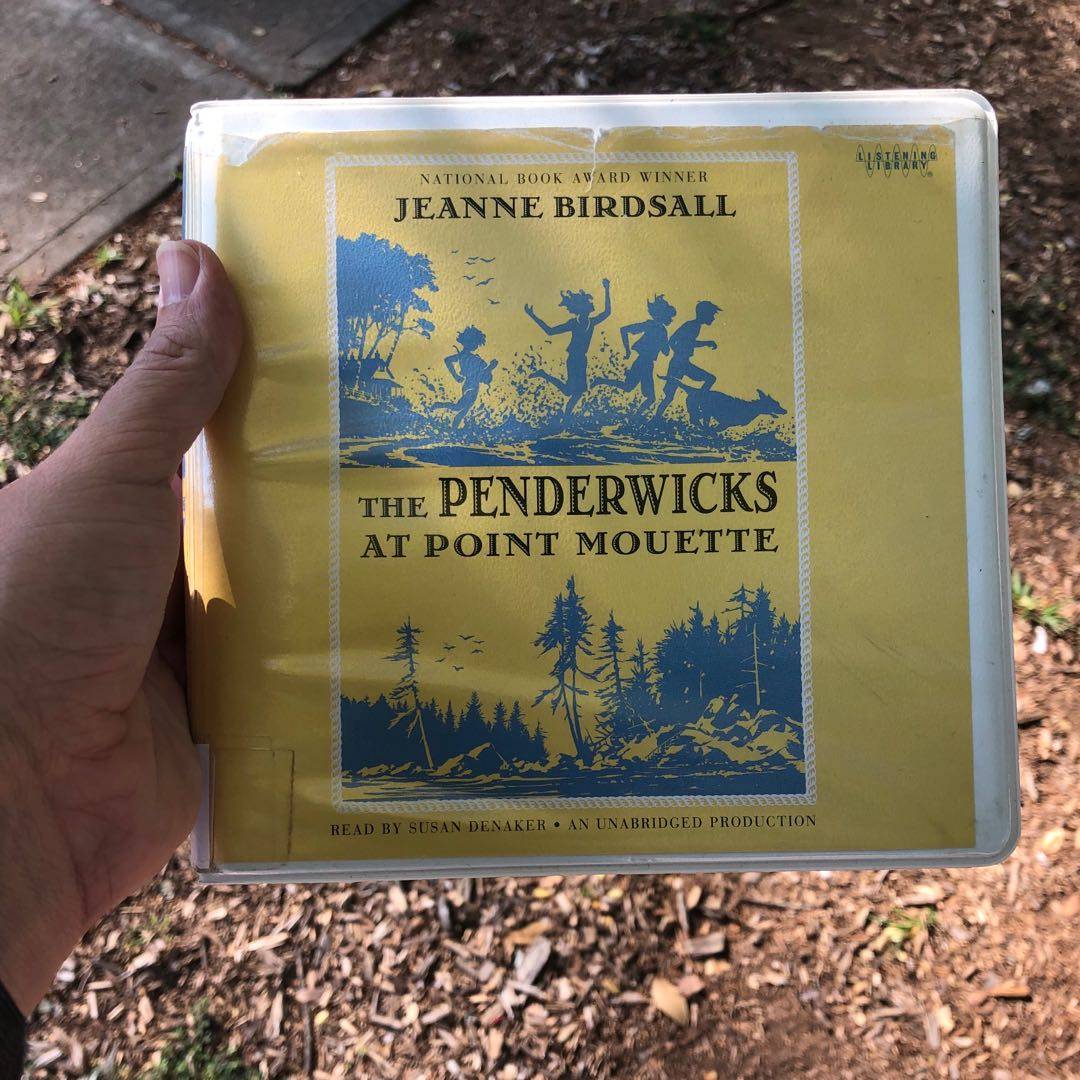 LISTENING
LIBRARY®
NATIONAL BOOK AWARD WINNER
JEANNE BIRDSALL
THE PENDERWICKS
AT POINT MOUETTE
READ BY SUSAN DENAKER • AN UNABRIDGED PRODUCTION